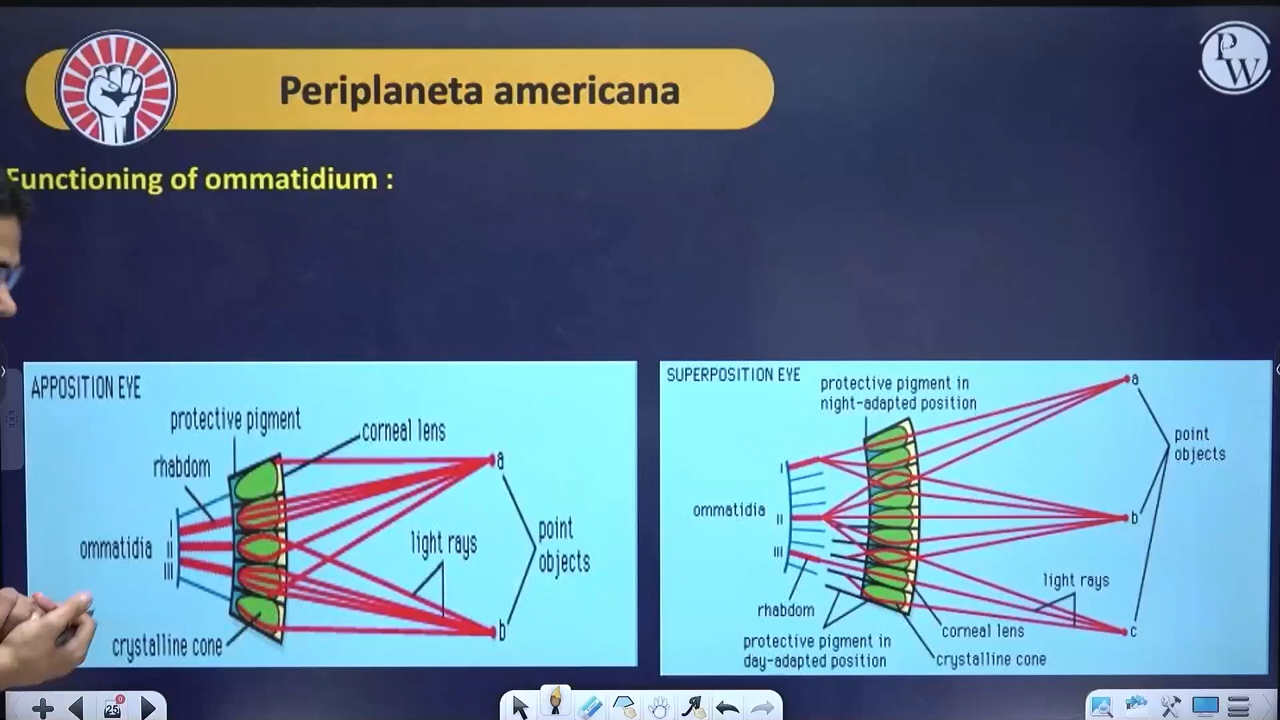 Periplaneta americana
PW
Functioning of ommatidium :
APPOSITION EYE
protective pigment
corneal lens
rhabdom
a
I
ommatidia II
III
point
objects
light rays
b
crystalline cone
SUPERPOSITION EYE
protective pigment in
night-adapted position
a
point
objects
I
ommatidia II
b
III
light rays
rhabdom
c
corneal lens
protective pigment in
day-adapted position
crystalline cone
25